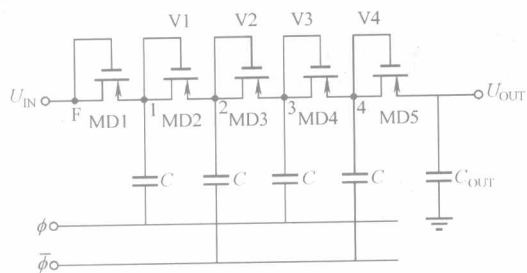 V1 V2 V3 V4
U_IN F 1 2 3 4 U_OUT
MD1 MD2 MD3 MD4 MD5
C C C C C_OUT
ϕ
ϕ̅